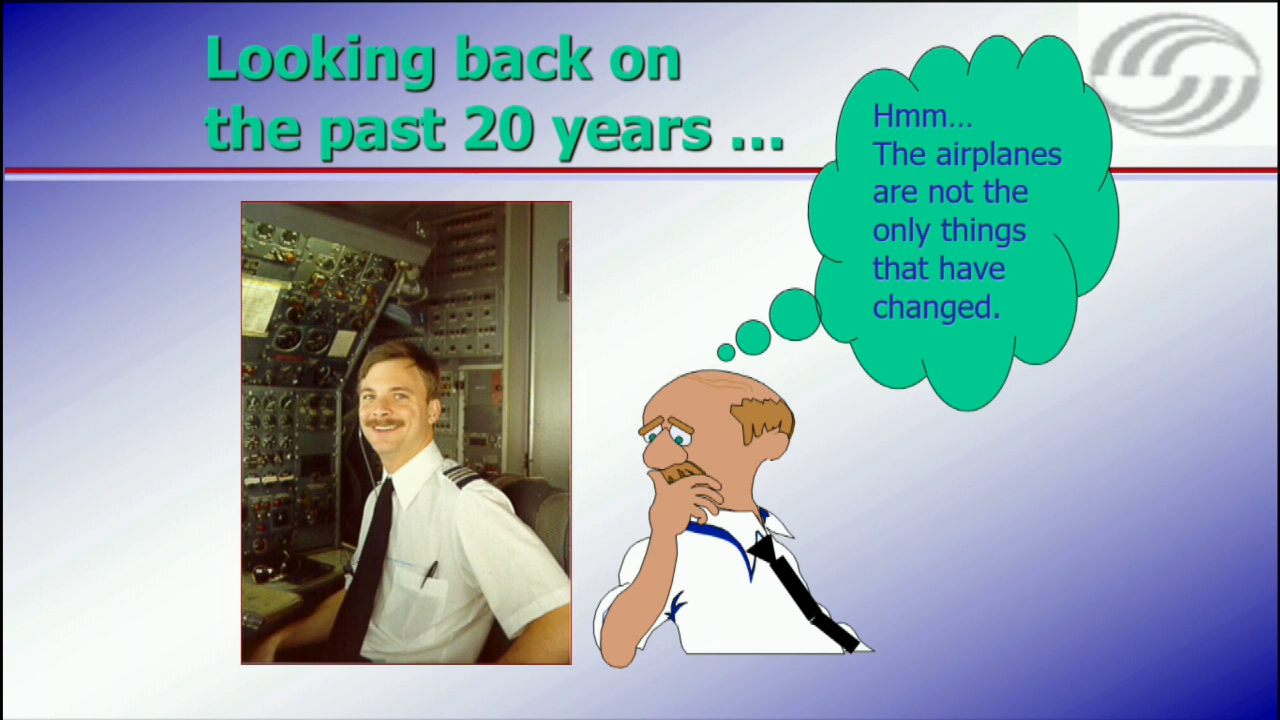 Looking back on
the past 20 years ...
Hmm...
The airplanes
are not the
only things
that have
changed.